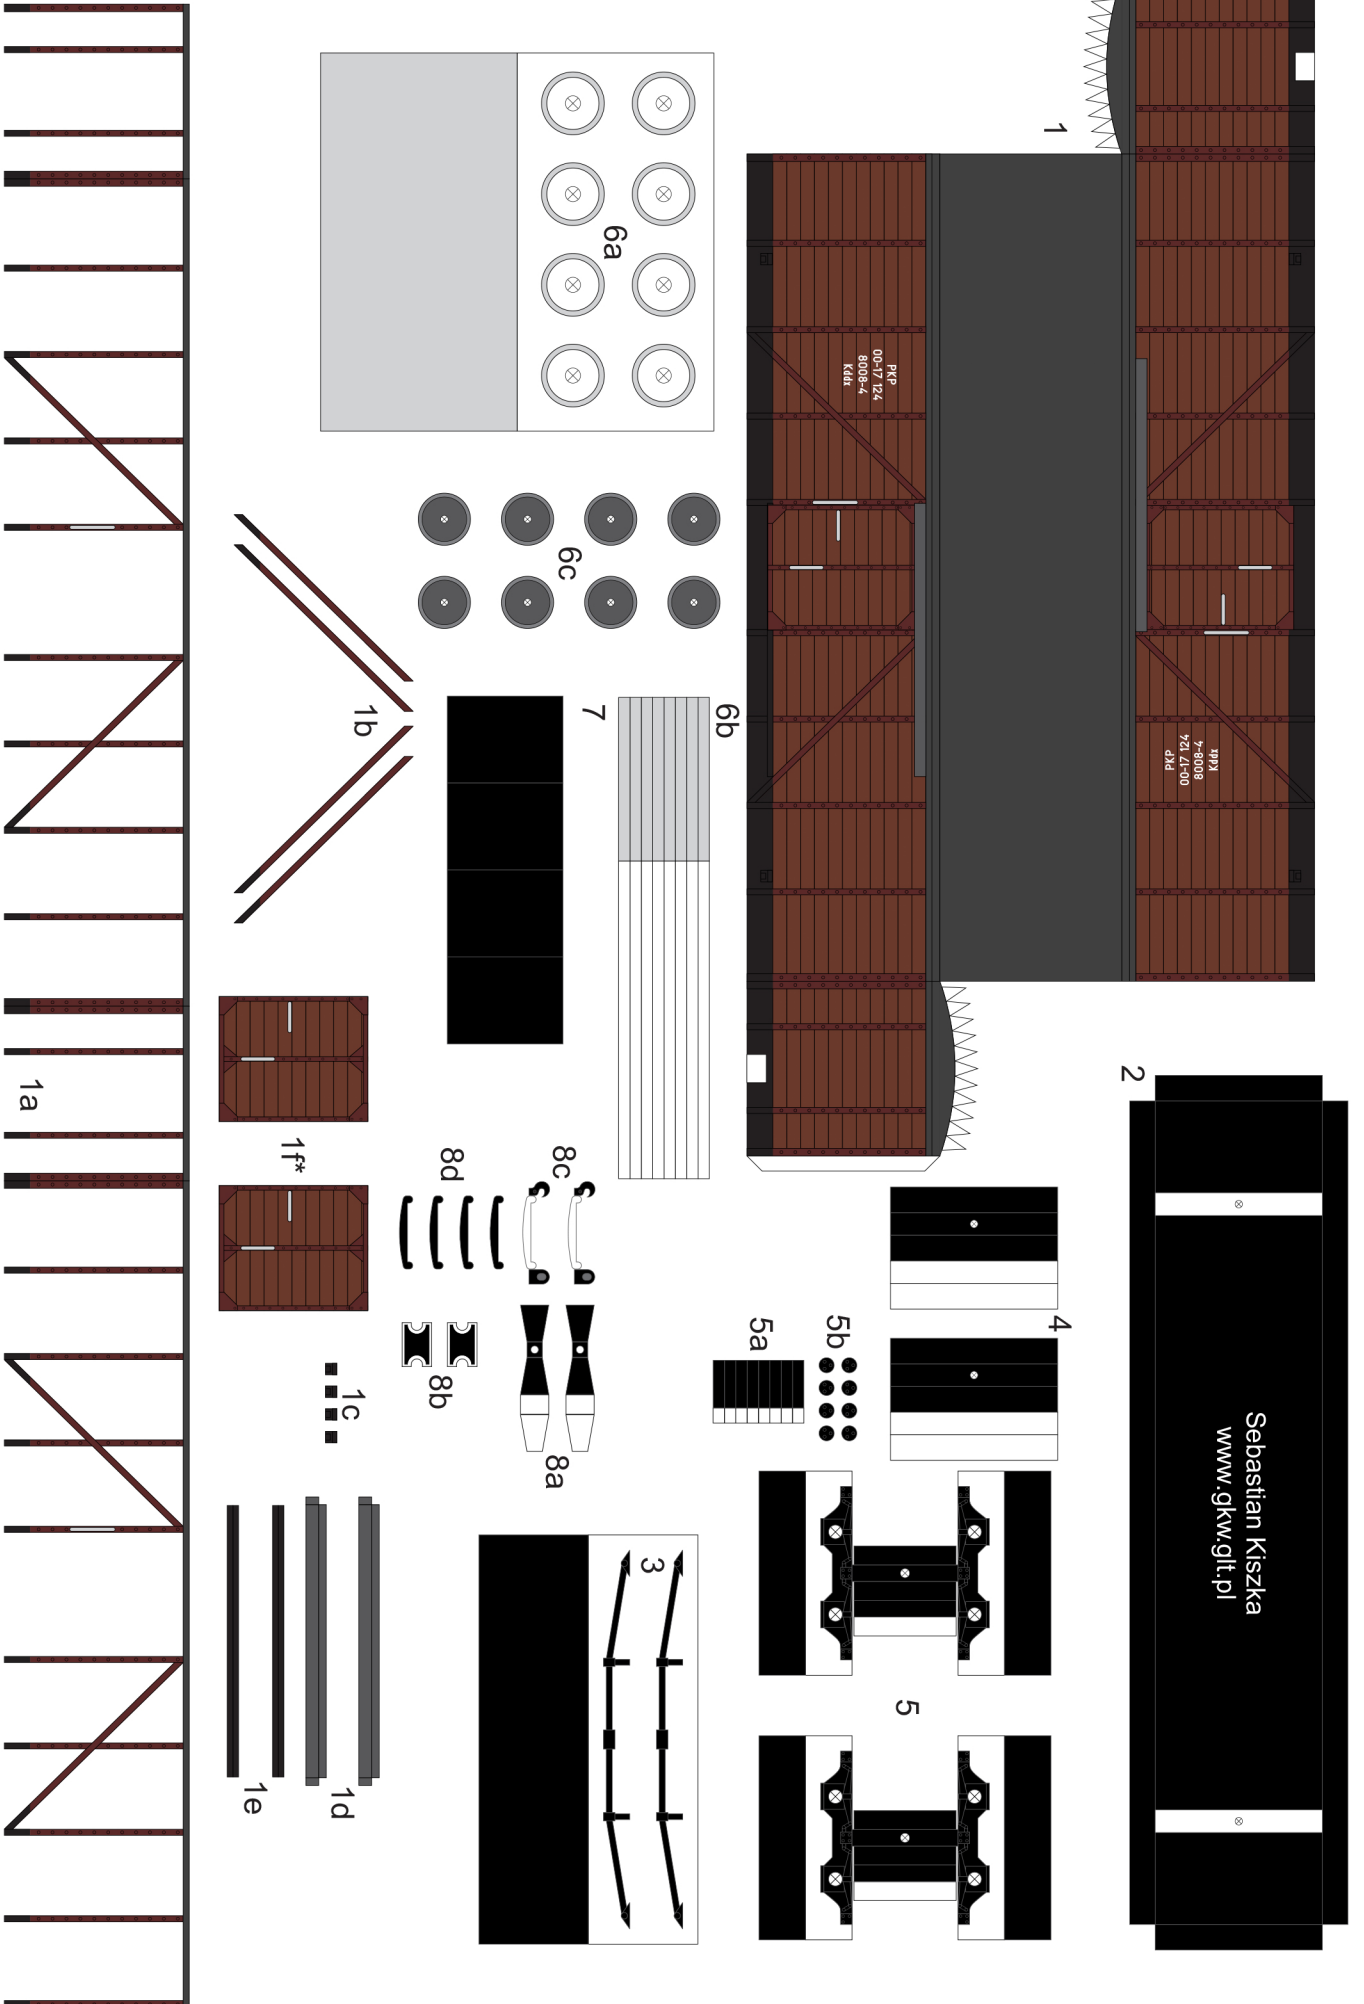 1
PKP
00-17 124
8008-4
Kddx
PKP
00-17 124
8008-4
Kddx
6a
6c
6b
7
1b
1a
1f*
8d
8c
8b
8a
1c
5a
5b
4
2
Sebastian Kiszka
www.gkw.glt.pl
3
5
1e
1d